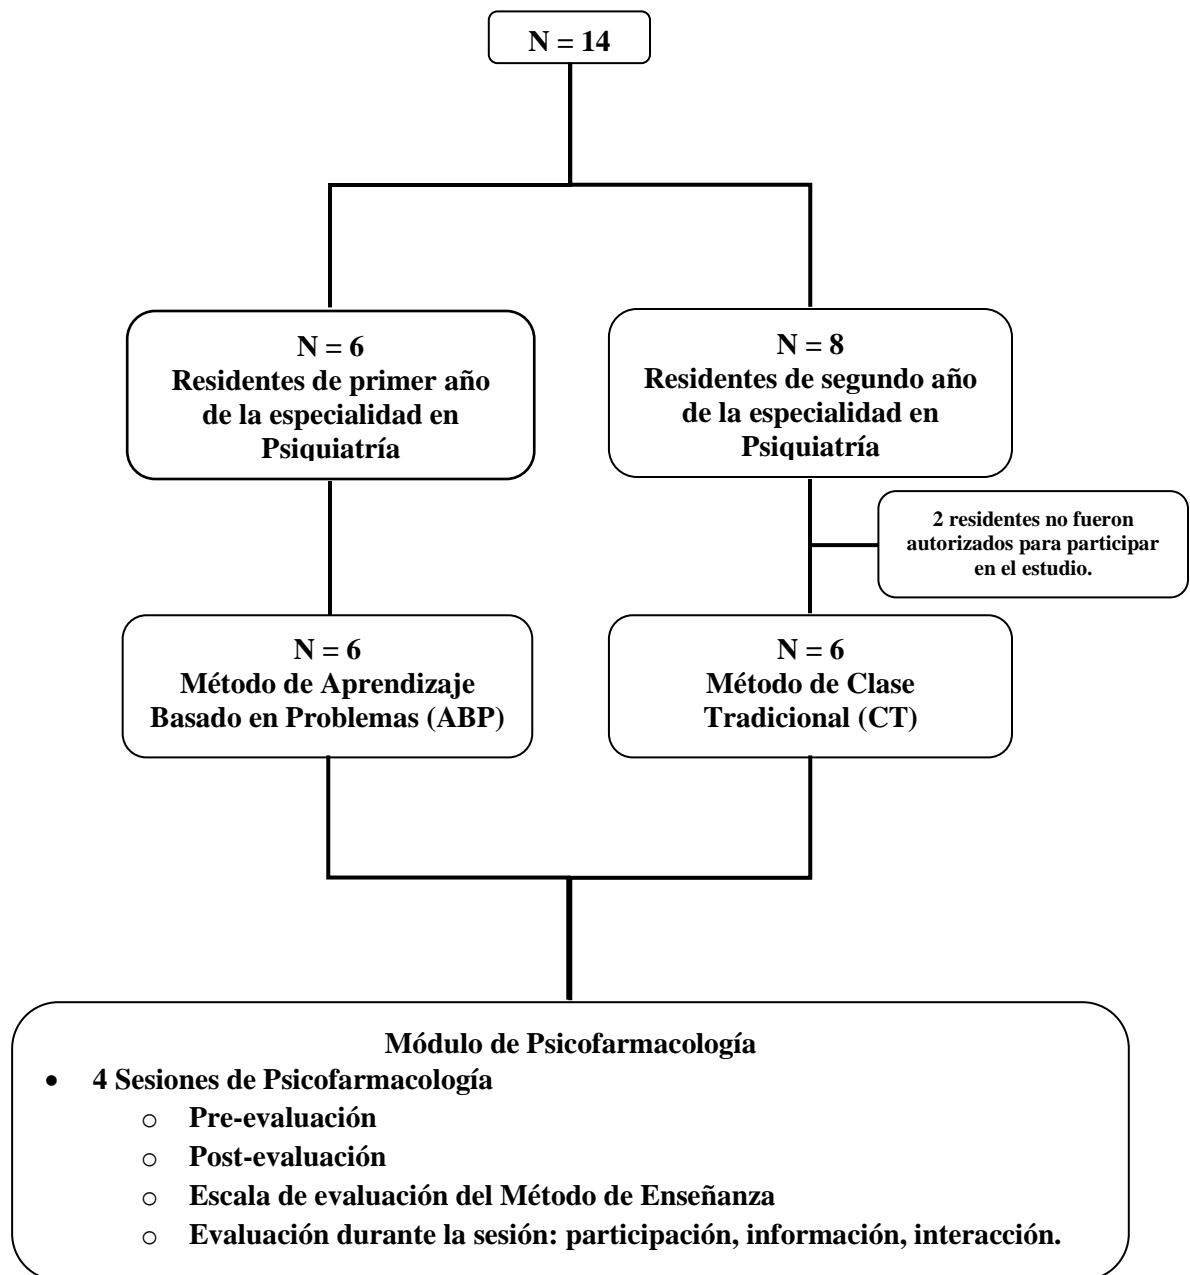 N = 14
N = 6
Residentes de primer año
de la especialidad en
Psiquiatría
N = 8
Residentes de segundo año
de la especialidad en
Psiquiatría
2 residentes no fueron
autorizados para participar
en el estudio.
N = 6
Método de Aprendizaje
Basado en Problemas (ABP)
N = 6
Método de Clase
Tradicional (CT)
Módulo de Psicofarmacología
• 4 Sesiones de Psicofarmacología
o Pre-evaluación
o Post-evaluación
o Escala de evaluación del Método de Enseñanza
o Evaluación durante la sesión: participación, información, interacción.